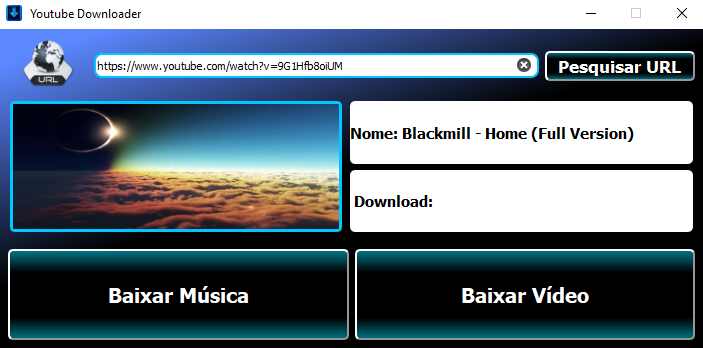 Youtube Downloader
URL
https://www.youtube.com/watch?v=9G1Hfb8oiUM
Pesquisar URL
Nome: Blackmill - Home (Full Version)
Download:
Baixar Música
Baixar Vídeo